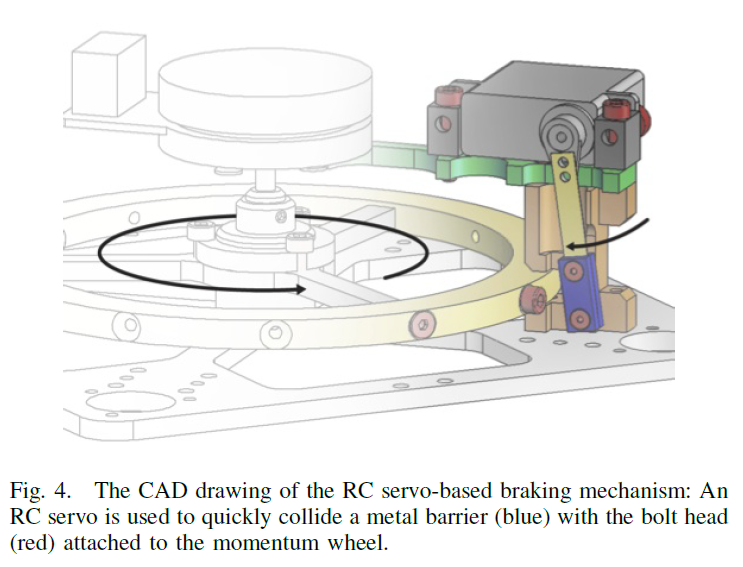 Fig. 4. The CAD drawing of the RC servo-based braking mechanism: An
RC servo is used to quickly collide a metal barrier (blue) with the bolt head
(red) attached to the momentum wheel.